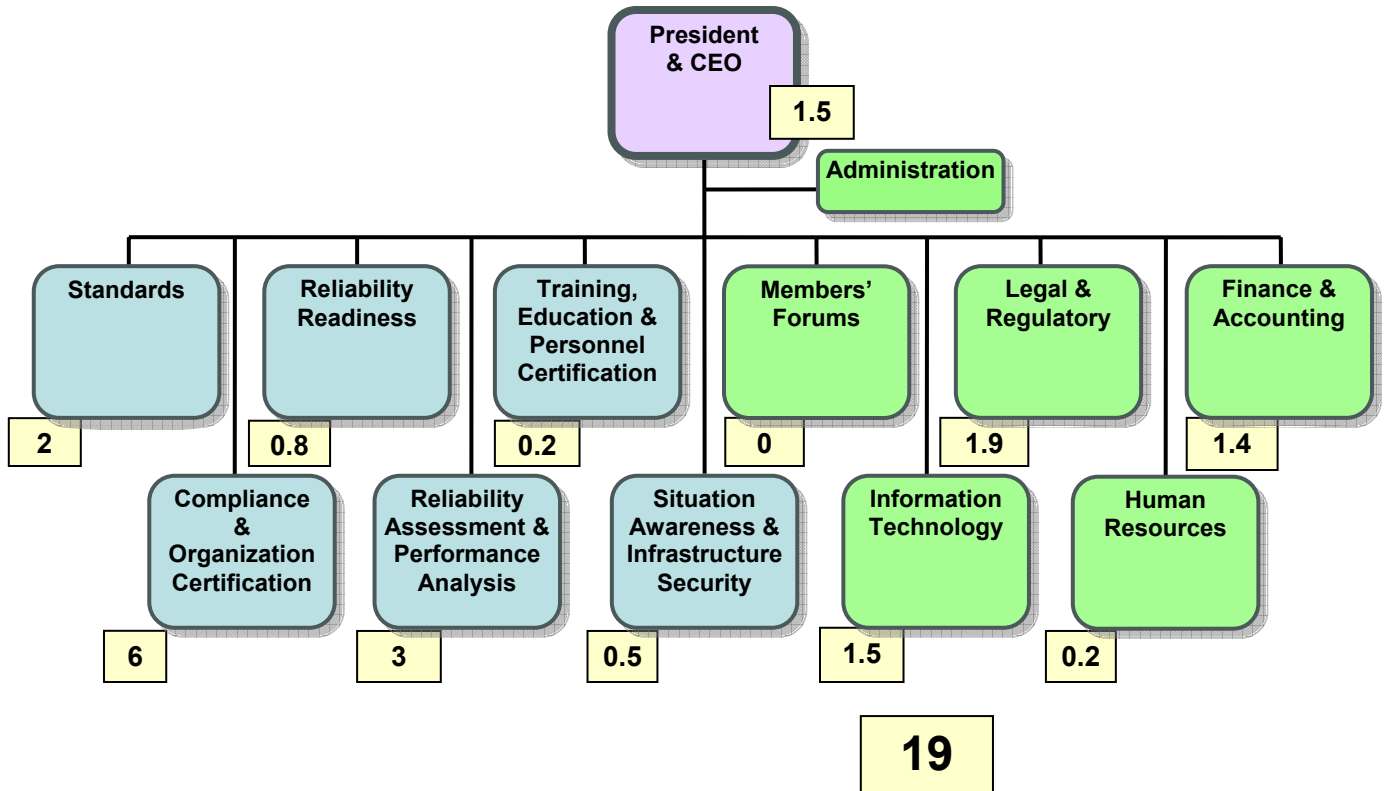 President
& CEO
1.5
Administration
Standards
2
Reliability
Readiness
0.8
Training,
Education &
Personnel
Certification
0.2
Members’
Forums
0
Legal &
Regulatory
1.9
Finance &
Accounting
1.4
Compliance
&
Organization
Certification
6
Reliability
Assessment &
Performance
Analysis
3
Situation
Awareness &
Infrastructure
Security
0.5
Information
Technology
1.5
Human
Resources
0.2
19